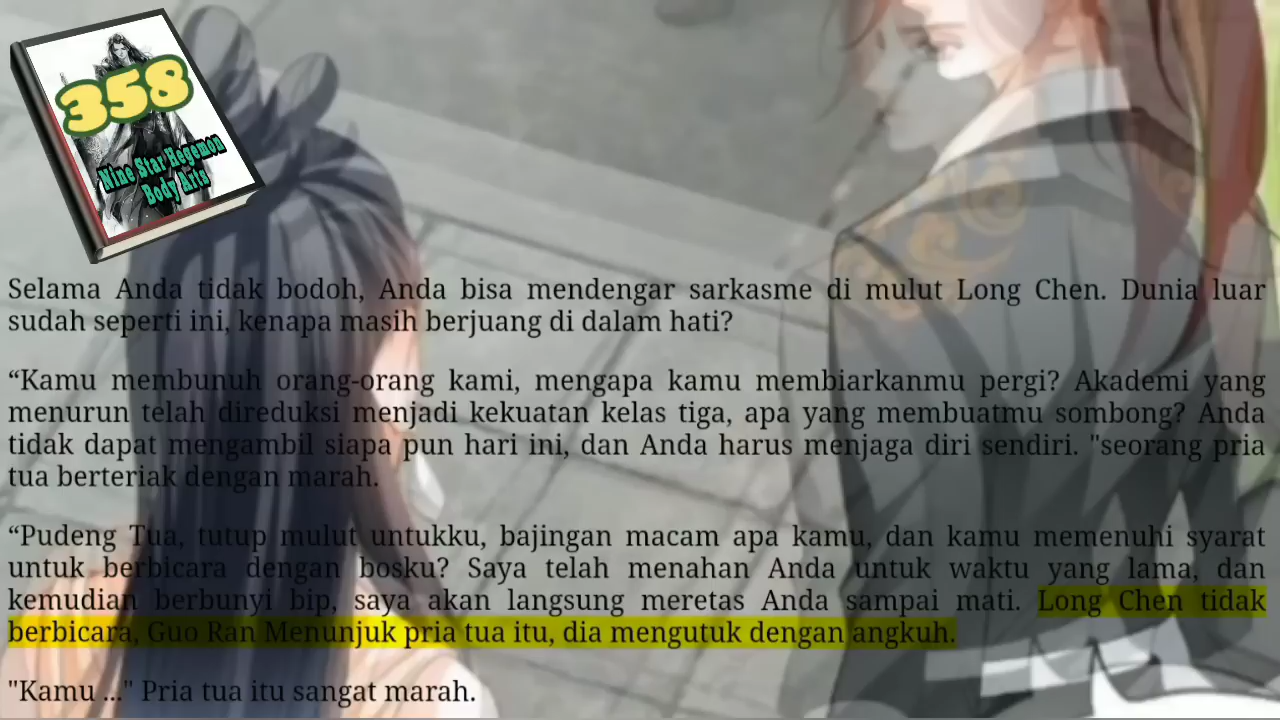 358
Nine Star Hegemon
Body Arts
Selama Anda tidak bodoh, Anda bisa mendengar sarkasme di mulut Long Chen. Dunia luar
sudah seperti ini, kenapa masih berjuang di dalam hati?
“Kamu membunuh orang-orang kami, mengapa kamu membiarkanmu pergi? Akademi yang
menurun telah direduksi menjadi kekuatan kelas tiga, apa yang membuatmu sombong? Anda
tidak dapat mengambil siapa pun hari ini, dan Anda harus menjaga diri sendiri. "seorang pria
tua berteriak dengan marah.
“Pudeng Tua, tutup mulut untukku, bajingan macam apa kamu, dan kamu memenuhi syarat
untuk berbicara dengan bosku? Saya telah menahan Anda untuk waktu yang lama, dan
kemudian berbunyi bip, saya akan langsung meretas Anda sampai mati. Long Chen tidak
berbicara, Guo Ran Menunjuk pria tua itu, dia mengutuk dengan angkuh.
"Kamu ..." Pria tua itu sangat marah.